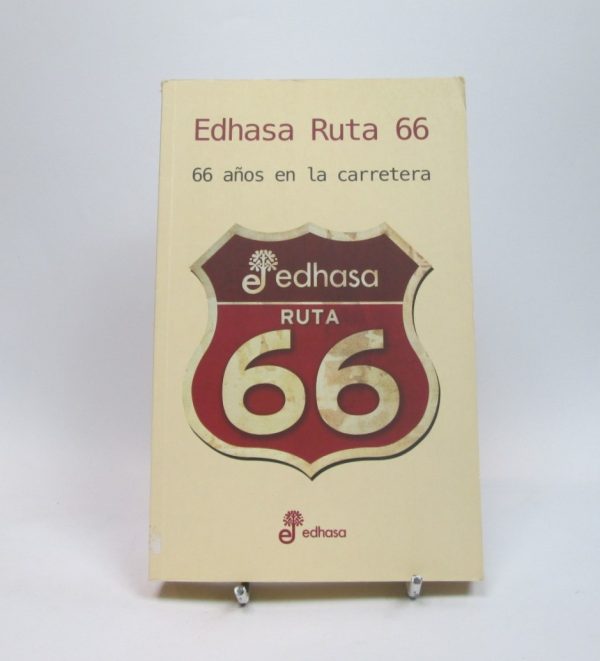 Edhasa Ruta 66
66 años en la carretera
edhasa
RUTA
66
edhasa